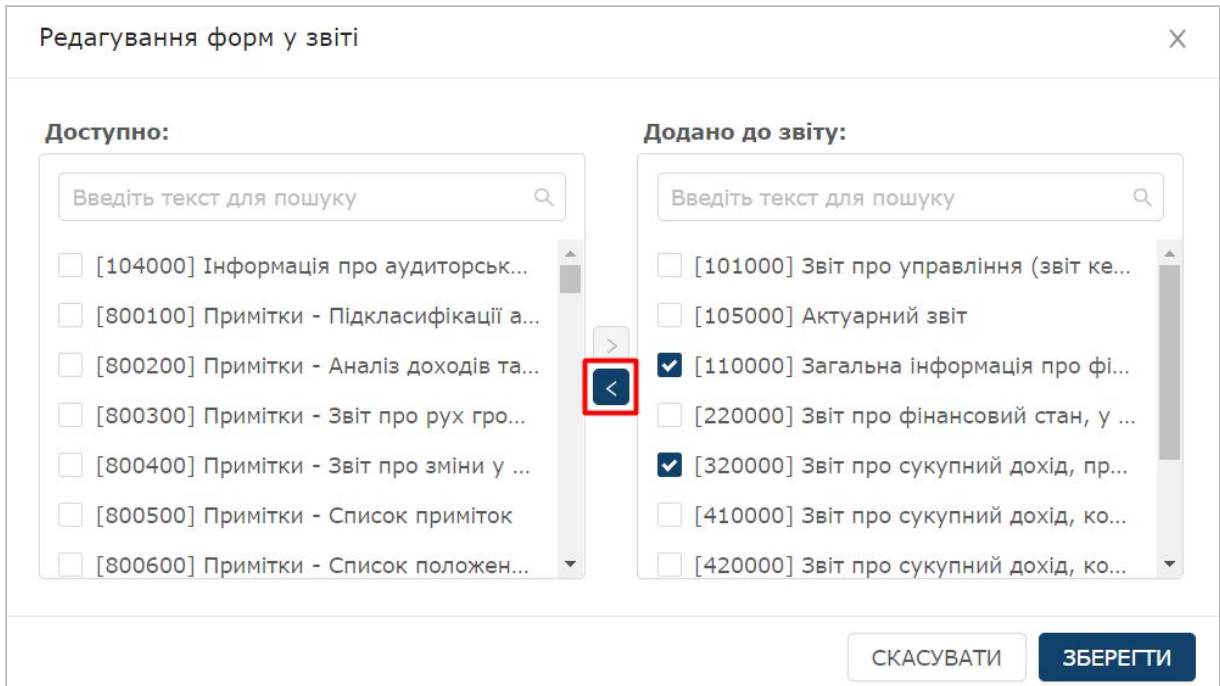 Редагування форм у звіті
Доступно:
Введіть текст для пошуку
[104000] Інформація про аудиторськ...
[800100] Примітки - Підкласифікації а...
[800200] Примітки - Аналіз доходів та...
[800300] Примітки - Звіт про рух гро...
[800400] Примітки - Звіт про зміни у ...
[800500] Примітки - Список приміток
[800600] Примітки - Список положен...
Додано до звіту:
Введіть текст для пошуку
[101000] Звіт про управління (звіт ке...
[105000] Актуарний звіт
[110000] Загальна інформація про фі...
[220000] Звіт про фінансовий стан, у ...
[320000] Звіт про сукупний дохід, пр...
[410000] Звіт про сукупний дохід, ко...
[420000] Звіт про сукупний дохід, ко...
СКАСУВАТИ
ЗБЕРЕГТИ